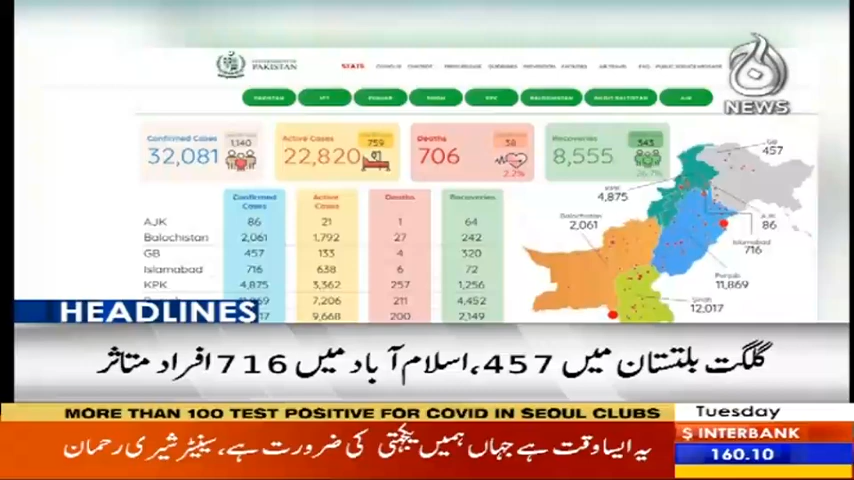 GOVERNMENT OF
PAKISTAN
STATS
NEWS
PAKISTAN ICT PUNJAB SINDH KPK BALOCHISTAN GILGIT BALTISTAN AJK
Confirmed Cases 1,140
32,081
Active Cases 759
22,820
Deaths 38
706 2.2%
Recoveries 343
8,555 26.7%
GB
457
KPK
4,875
Balochistan
2,061
AJK
86
Islamabad
716
Punjab
11,869
Sindh
12,017
Confirmed Cases Active Cases Deaths Recoveries
AJK 86 21 1 64
Balochistan 2,061 1,792 27 242
GB 457 133 4 320
Islamabad 716 638 6 72
KPK 4,875 3,362 257 1,256
7,206 211 4,452
9,668 200 2,149
HEADLINES
گلگت بلتستان میں 457، اسلام آباد میں 716 افراد متاثر
MORE THAN 100 TEST POSITIVE FOR COVID IN SEOUL CLUBS
Tuesday
یہ ایسا وقت ہے جہاں ہمیں یکجہتی کی ضرورت ہے، سینیٹر شیری رحمان
$ INTERBANK
160.10